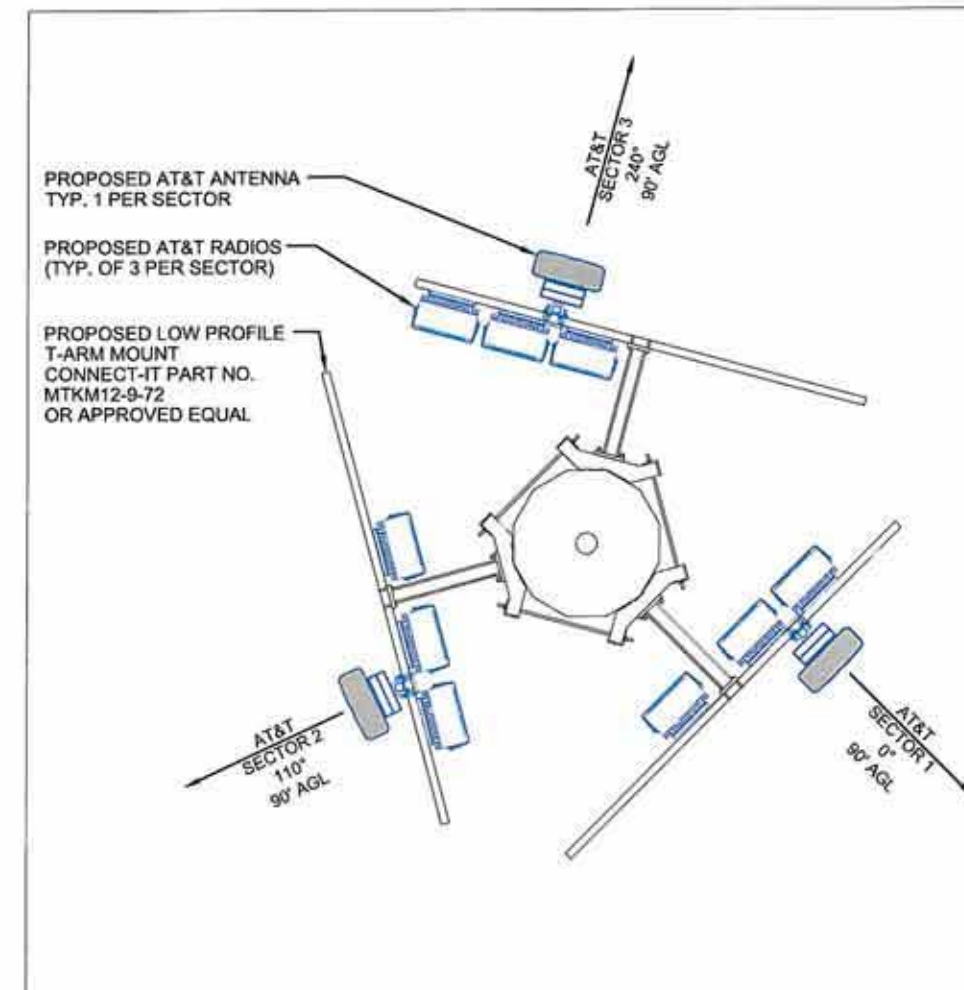 AT&T
SECTOR 3
240°
90' AGL
PROPOSED AT&T ANTENNA
TYP. 1 PER SECTOR
PROPOSED AT&T RADIOS
(TYP. OF 3 PER SECTOR)
PROPOSED LOW PROFILE
T-ARM MOUNT
CONNECT-IT PART NO.
MTKM12-9-72
OR APPROVED EQUAL
AT&T
SECTOR 2
110°
90' AGL
AT&T
SECTOR 1
0°
90' AGL